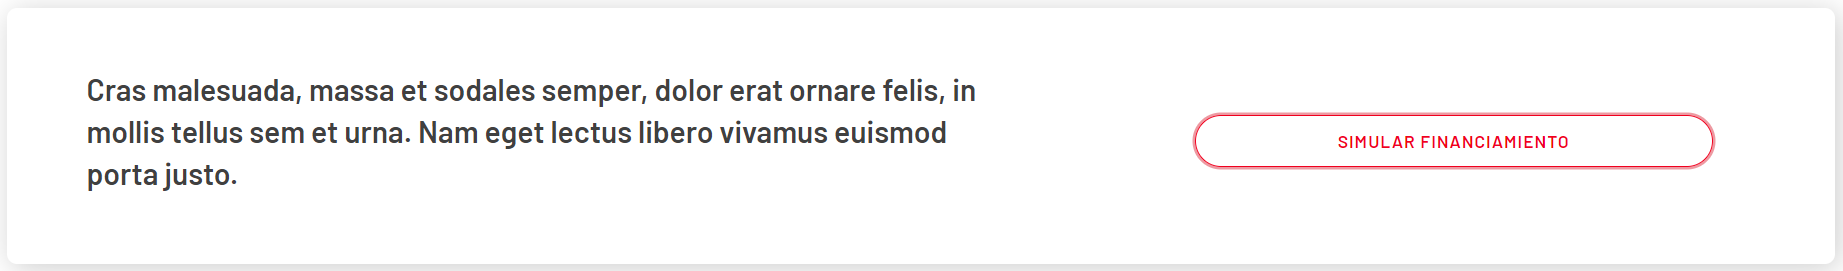 Cras malesuada, massa et sodales semper, dolor erat ornare felis, in
mollis tellus sem et urna. Nam eget lectus libero vivamus euismod
porta justo.
SIMULAR FINANCIAMIENTO